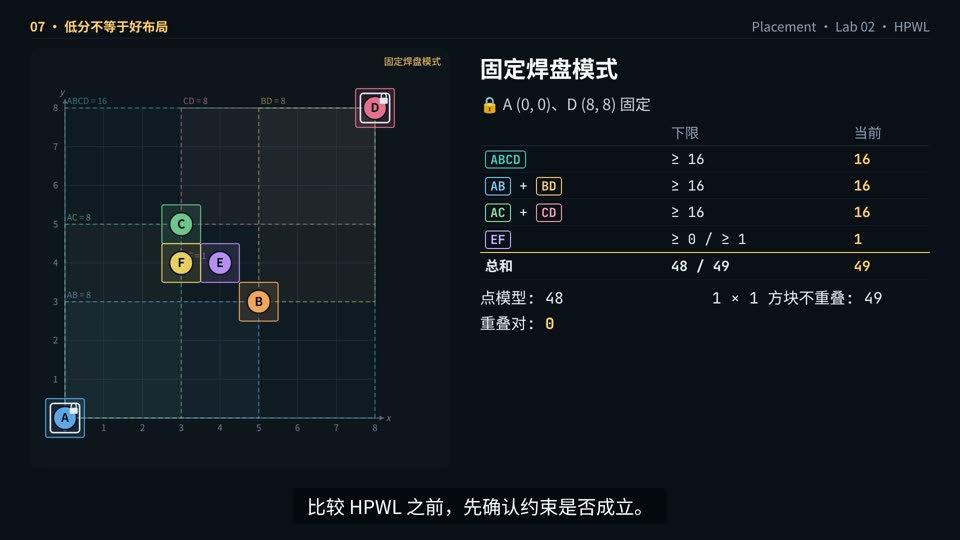 07 • 低分不等于好布局
Placement • Lab 02 • HPWL
固定焊盘模式
y
8
ABCD = 16
CD = 8
BD = 8
D
7
6
5
AC = 8
C
4
F
= 1
E
3
AB = 8
B
2
1
A
1 2 3 4 5 6 7 8
x
固定焊盘模式
🔒 A (0, 0)、D (8, 8) 固定
下限 当前
ABCD ≥ 16 16
AB + BD ≥ 16 16
AC + CD ≥ 16 16
EF ≥ 0 / ≥ 1 1
总和 48 / 49 49
点模型: 48 1 × 1 方块不重叠: 49
重叠对: 0
比较 HPWL 之前，先确认约束是否成立。